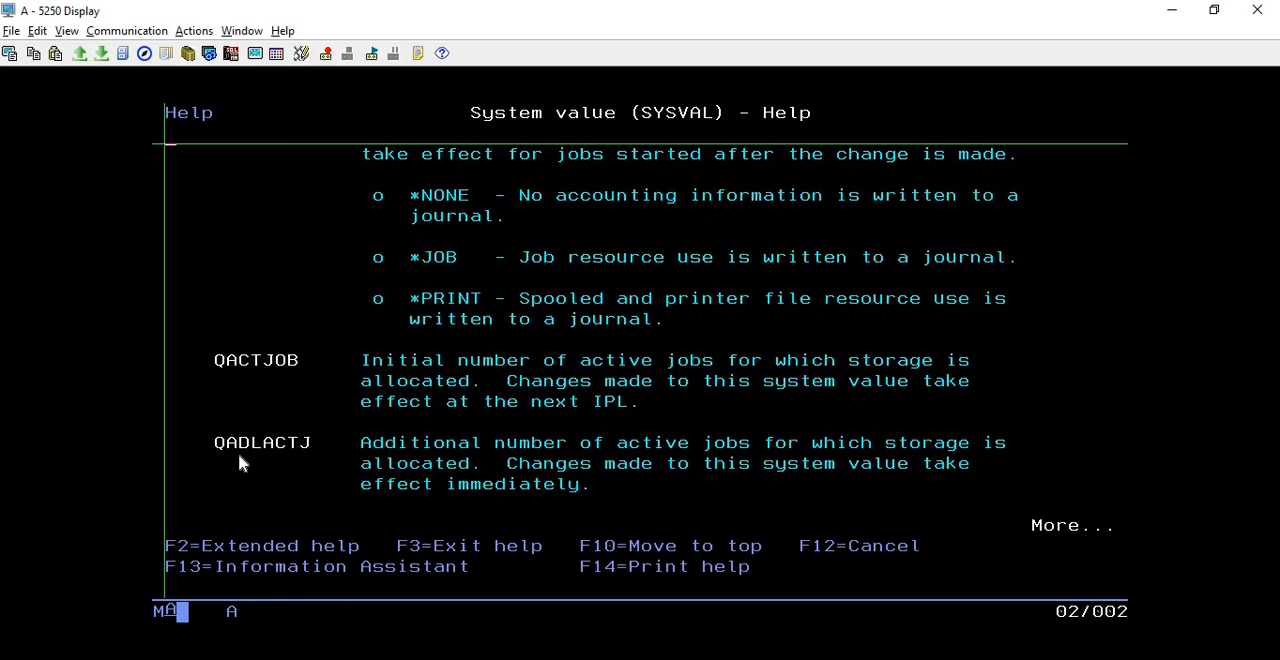 A - 5250 Display
File Edit View Communication Actions Window Help
Help System value (SYSVAL) - Help
take effect for jobs started after the change is made.
o *NONE - No accounting information is written to a
journal.
o *JOB - Job resource use is written to a journal.
o *PRINT - Spooled and printer file resource use is
written to a journal.
QACTJOB Initial number of active jobs for which storage is
allocated. Changes made to this system value take
effect at the next IPL.
QADLACTJ Additional number of active jobs for which storage is
allocated. Changes made to this system value take
effect immediately.
More...
F2=Extended help F3=Exit help F10=Move to top F12=Cancel
F13=Information Assistant F14=Print help
MA A 02/002